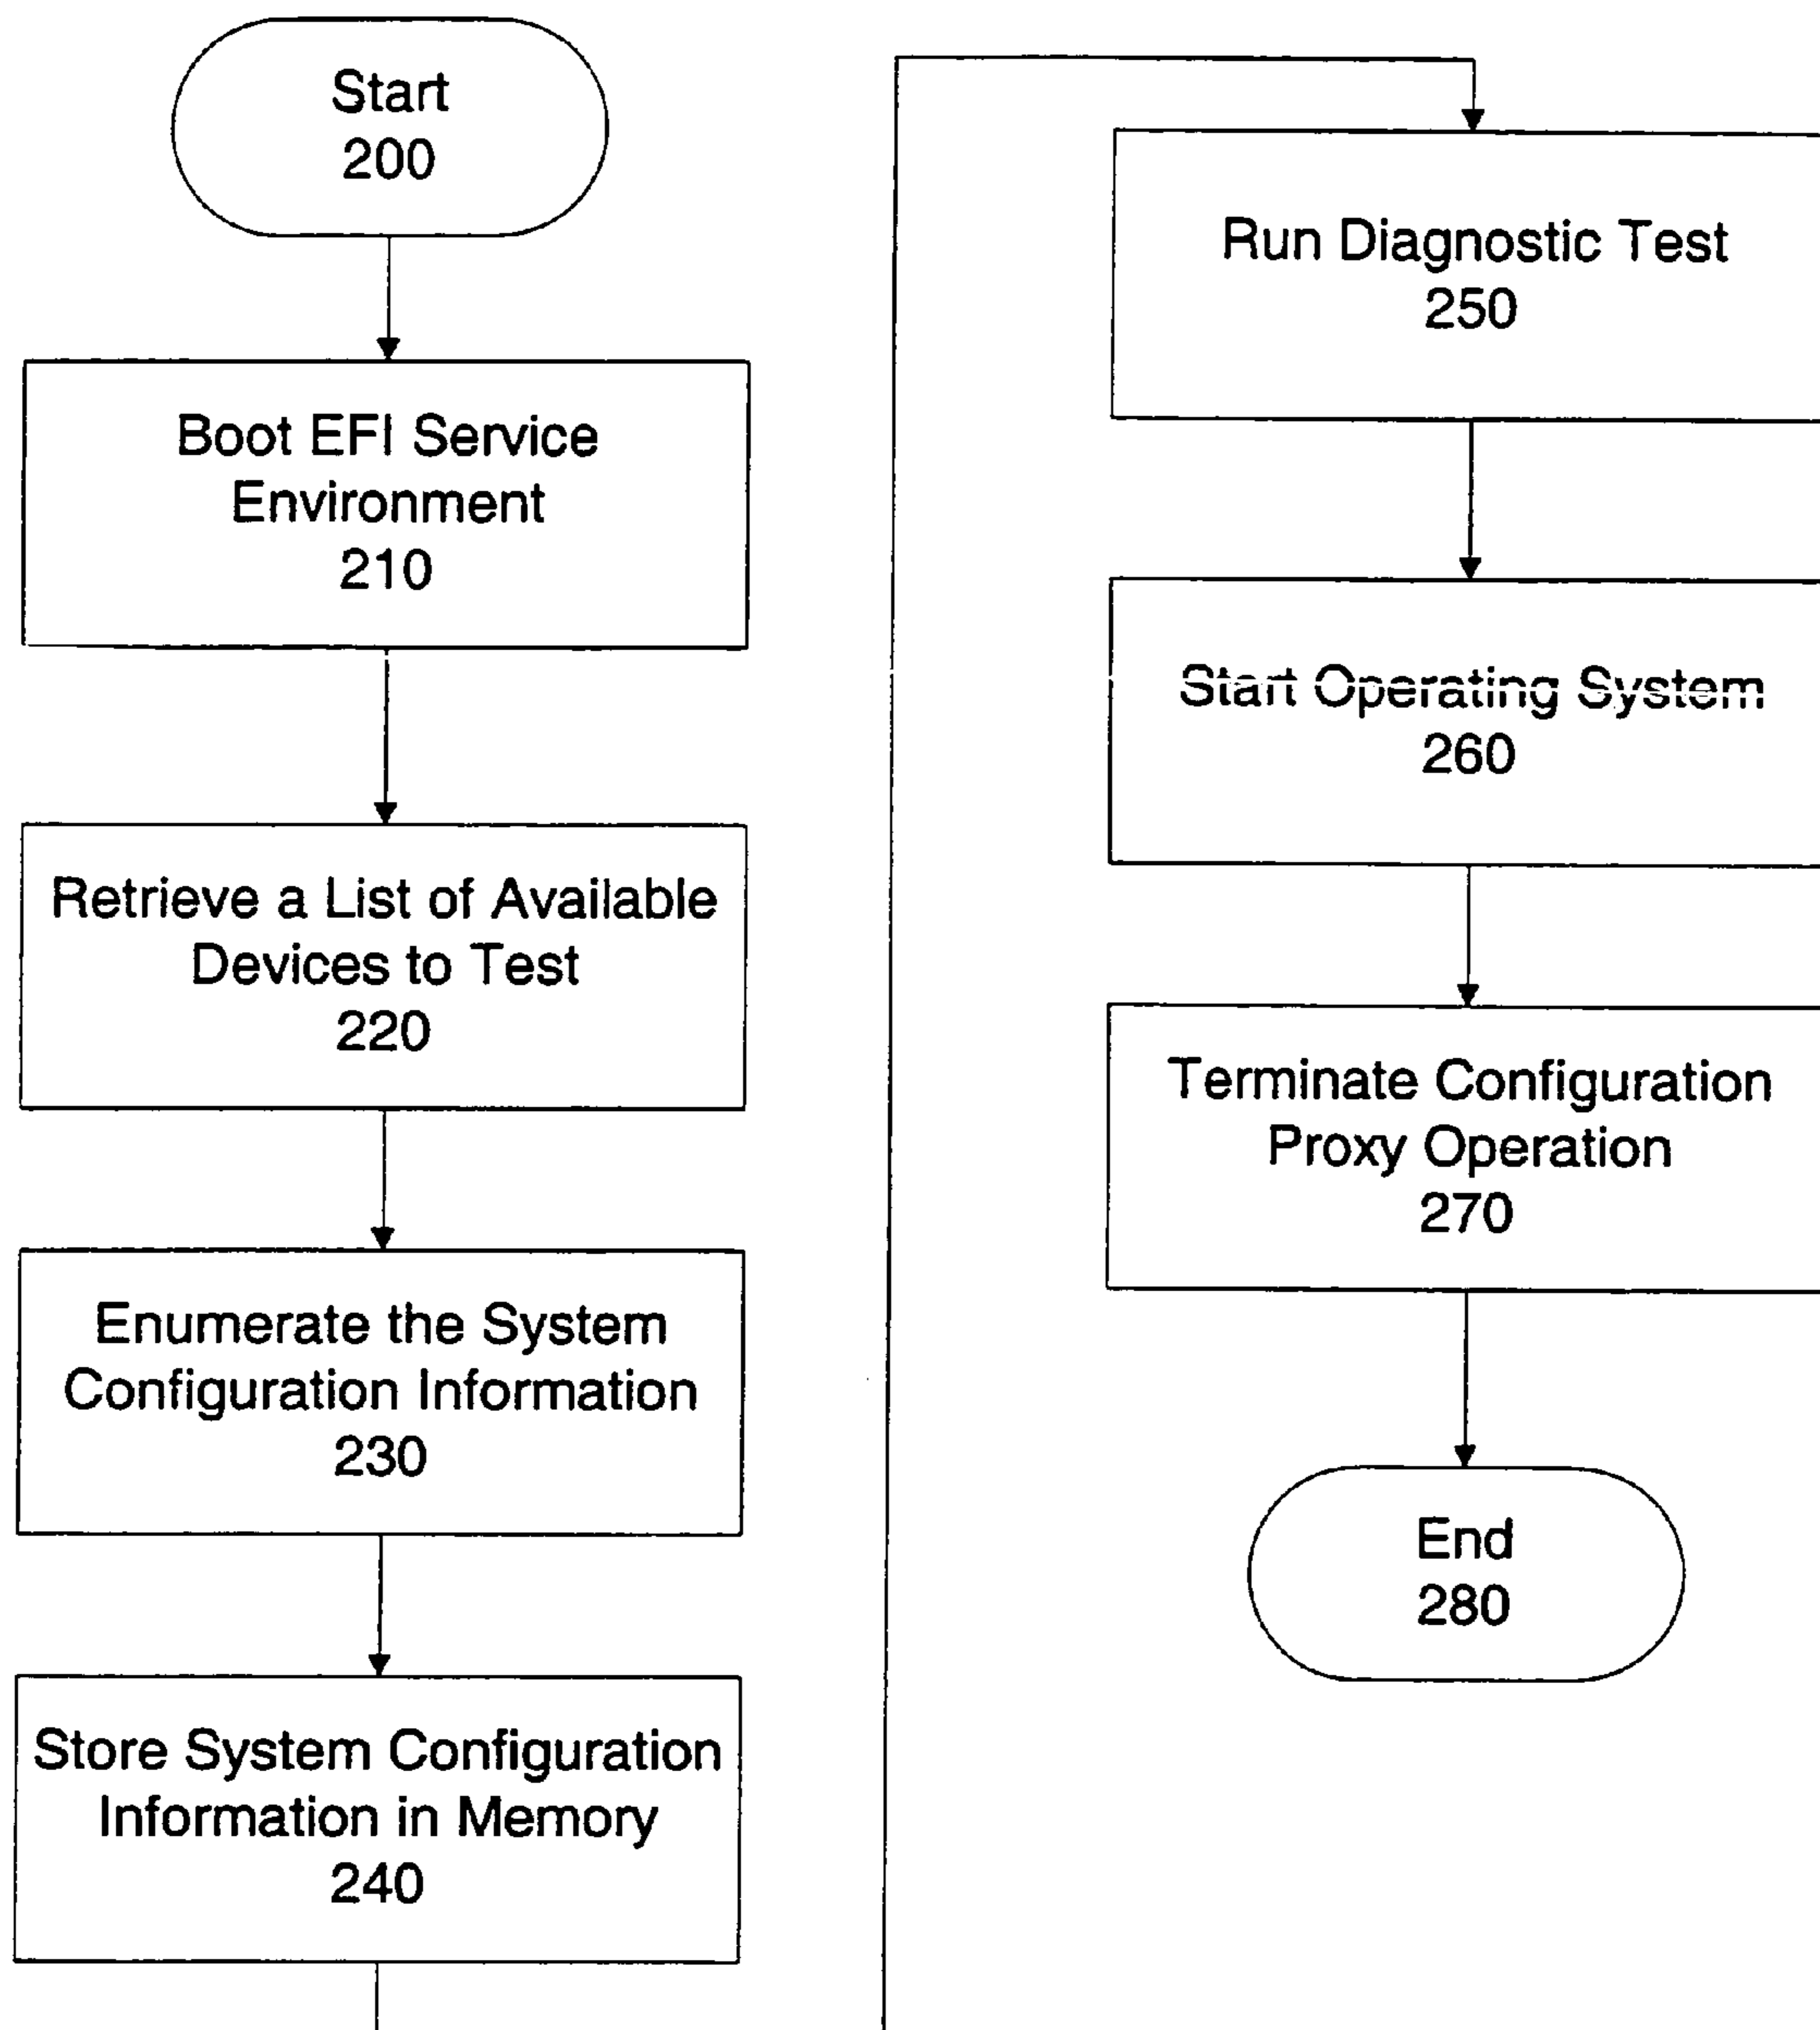 Start
200
Boot EFI Service
Environment
210
Retrieve a List of Available
Devices to Test
220
Enumerate the System
Configuration Information
230
Store System Configuration
Information in Memory
240
Run Diagnostic Test
250
Start Operating System
260
Terminate Configuration
Proxy Operation
270
End
280